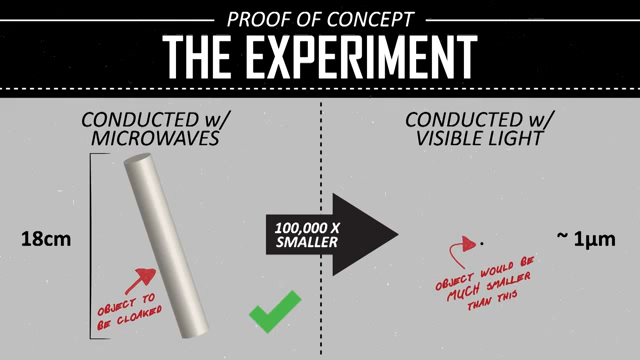 PROOF OF CONCEPT
THE EXPERIMENT
CONDUCTED w/
MICROWAVES
18cm
OBJECT TO
BE CLOAKED
100,000 X
SMALLER
CONDUCTED w/
VISIBLE LIGHT
~ 1µm
OBJECT WOULD BE
MUCH SMALLER
THAN THIS